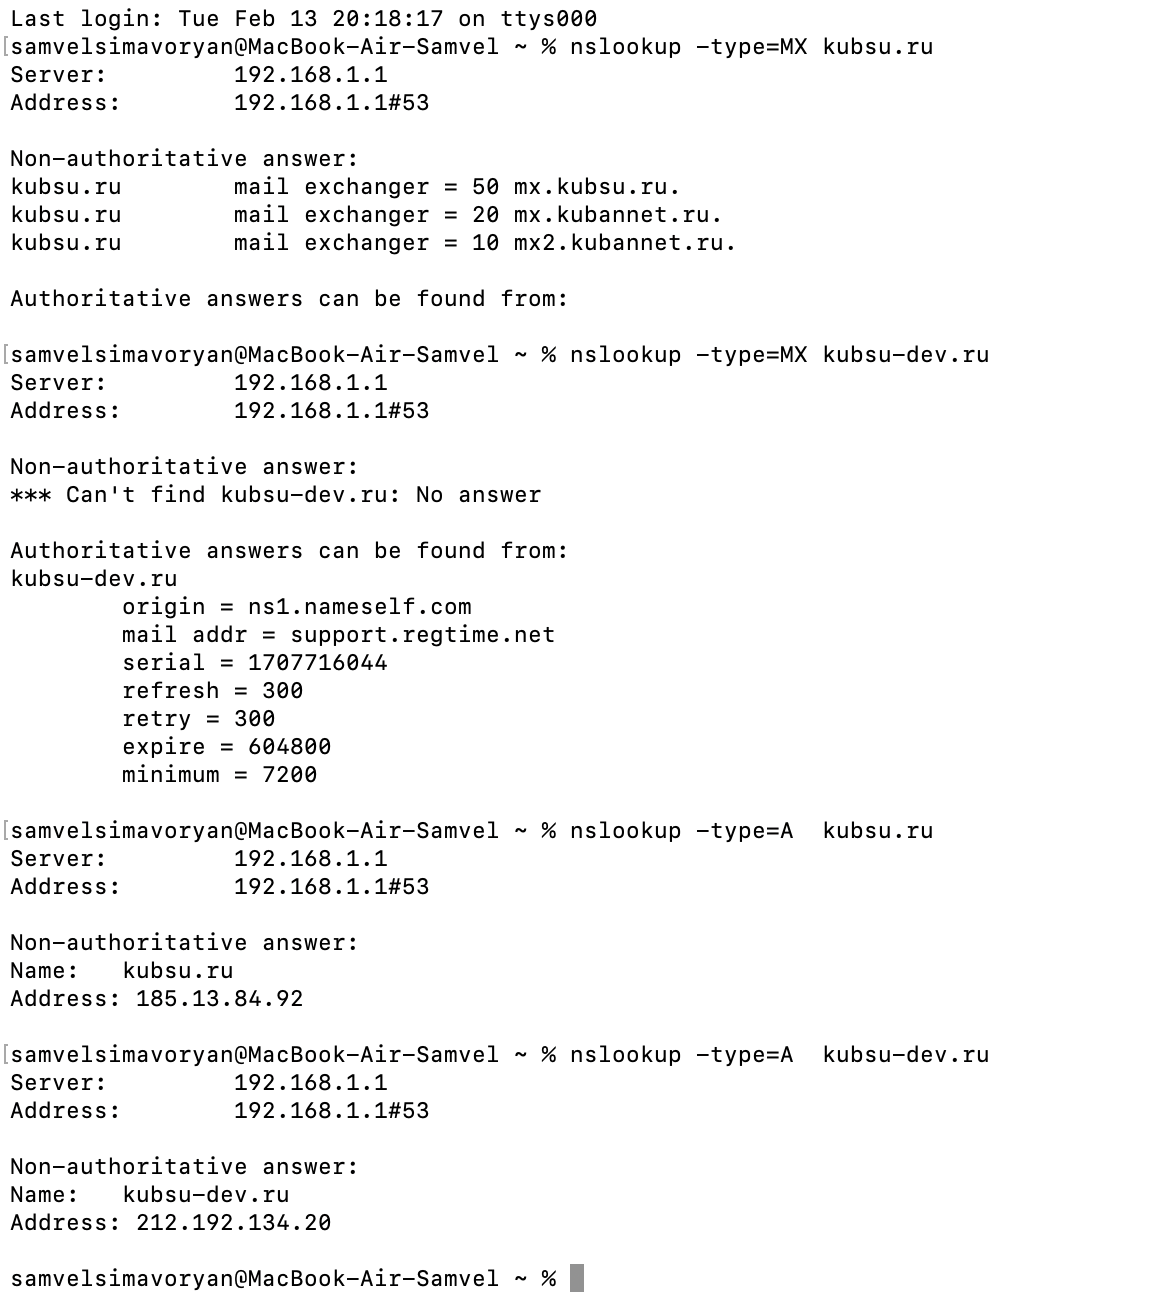 Last login: Tue Feb 13 20:18:17 on ttys000
[samvelsimavoryan@MacBook-Air-Samvel ~ % nslookup -type=MX kubsu.ru
Server:         192.168.1.1
Address:        192.168.1.1#53

Non-authoritative answer:
kubsu.ru        mail exchanger = 50 mx.kubsu.ru.
kubsu.ru        mail exchanger = 20 mx.kubannet.ru.
kubsu.ru        mail exchanger = 10 mx2.kubannet.ru.

Authoritative answers can be found from:

[samvelsimavoryan@MacBook-Air-Samvel ~ % nslookup -type=MX kubsu-dev.ru
Server:         192.168.1.1
Address:        192.168.1.1#53

Non-authoritative answer:
*** Can't find kubsu-dev.ru: No answer

Authoritative answers can be found from:
kubsu-dev.ru
        origin = ns1.nameself.com
        mail addr = support.regtime.net
        serial = 1707716044
        refresh = 300
        retry = 300
        expire = 604800
        minimum = 7200

[samvelsimavoryan@MacBook-Air-Samvel ~ % nslookup -type=A  kubsu.ru
Server:         192.168.1.1
Address:        192.168.1.1#53

Non-authoritative answer:
Name:   kubsu.ru
Address: 185.13.84.92

[samvelsimavoryan@MacBook-Air-Samvel ~ % nslookup -type=A  kubsu-dev.ru
Server:         192.168.1.1
Address:        192.168.1.1#53

Non-authoritative answer:
Name:   kubsu-dev.ru
Address: 212.192.134.20

samvelsimavoryan@MacBook-Air-Samvel ~ %